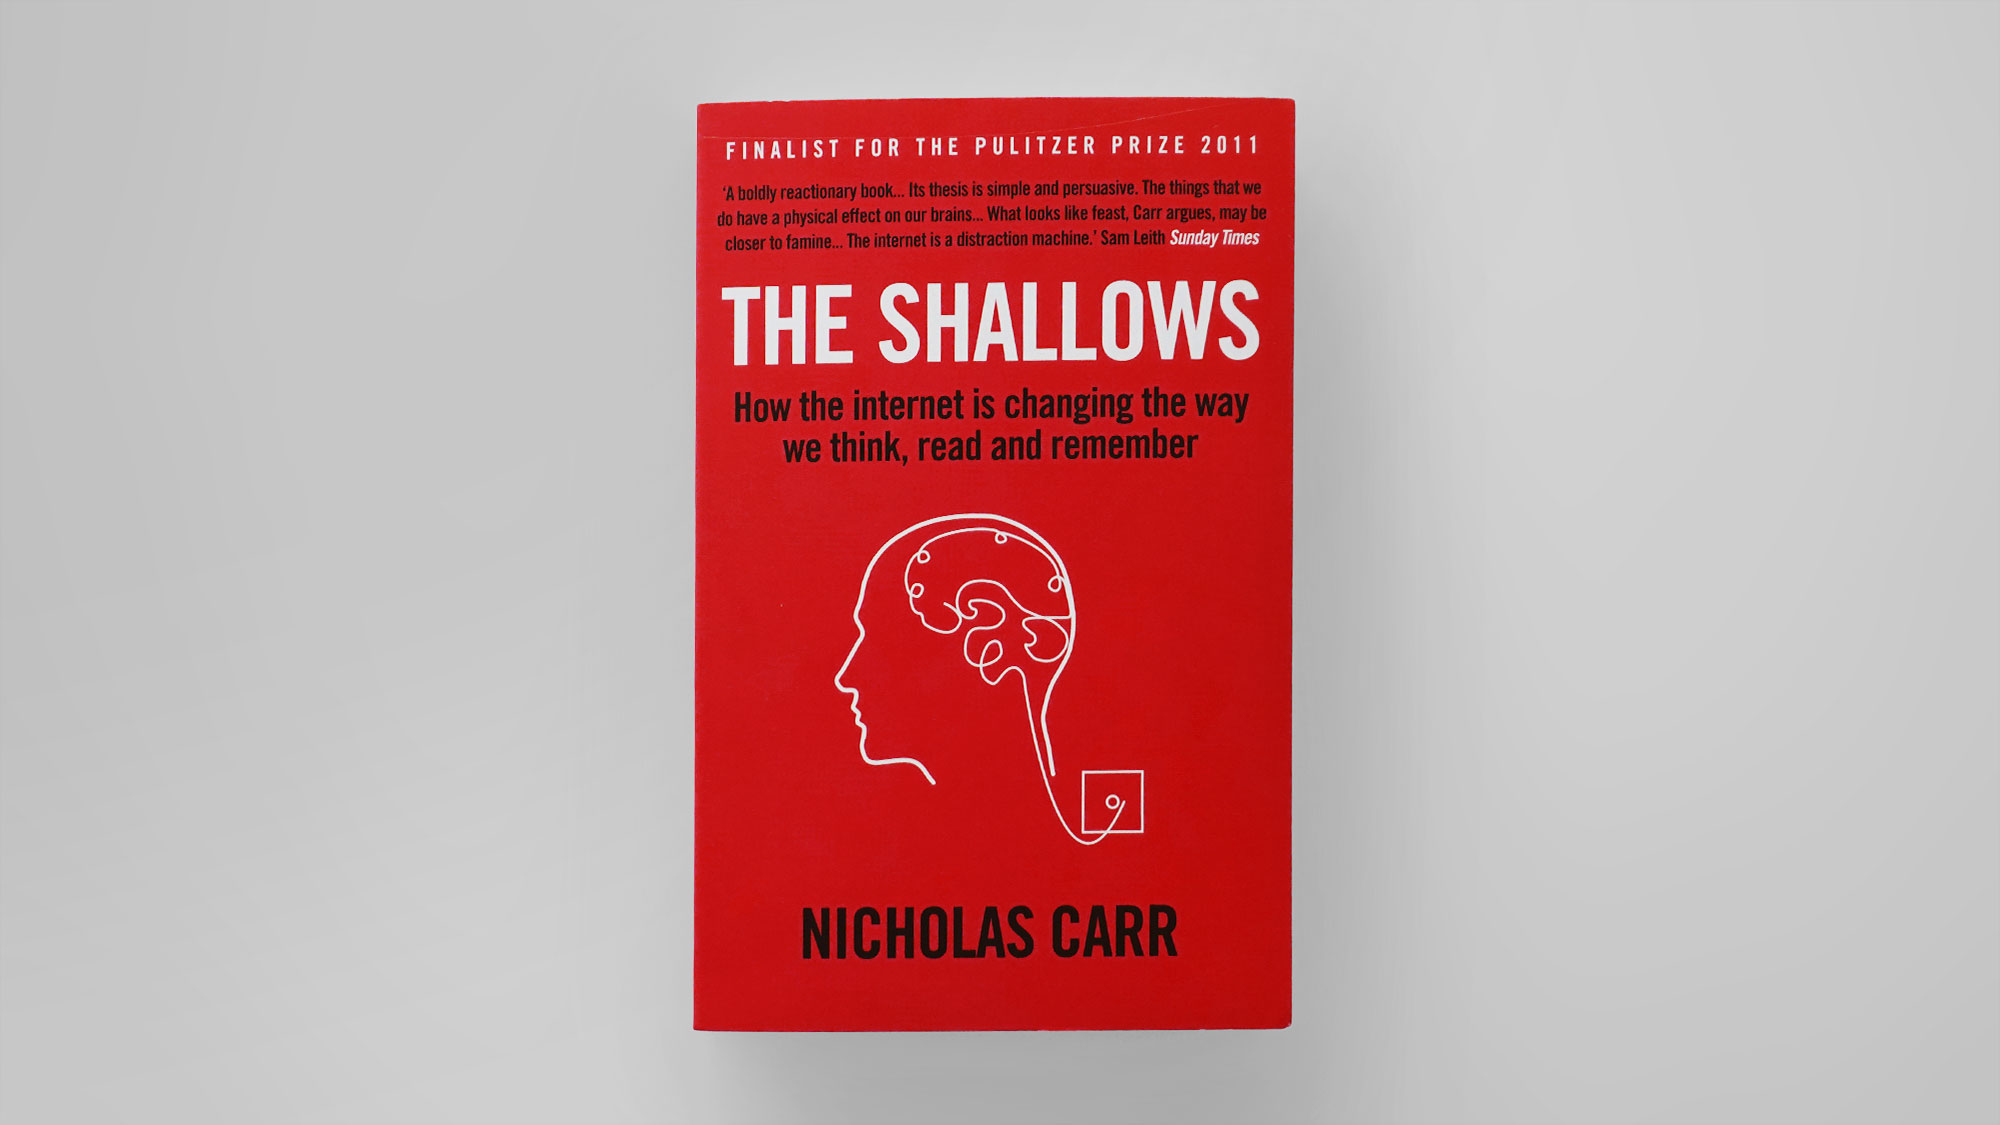 FINALIST FOR THE PULITZER PRIZE 2011
‘A boldly reactionary book... Its thesis is simple and persuasive. The things that we
do have a physical effect on our brains... What looks like feast, Carr argues, may be
closer to famine... The internet is a distraction machine.’ Sam Leith Sunday Times
THE SHALLOWS
How the internet is changing the way
we think, read and remember
NICHOLAS CARR